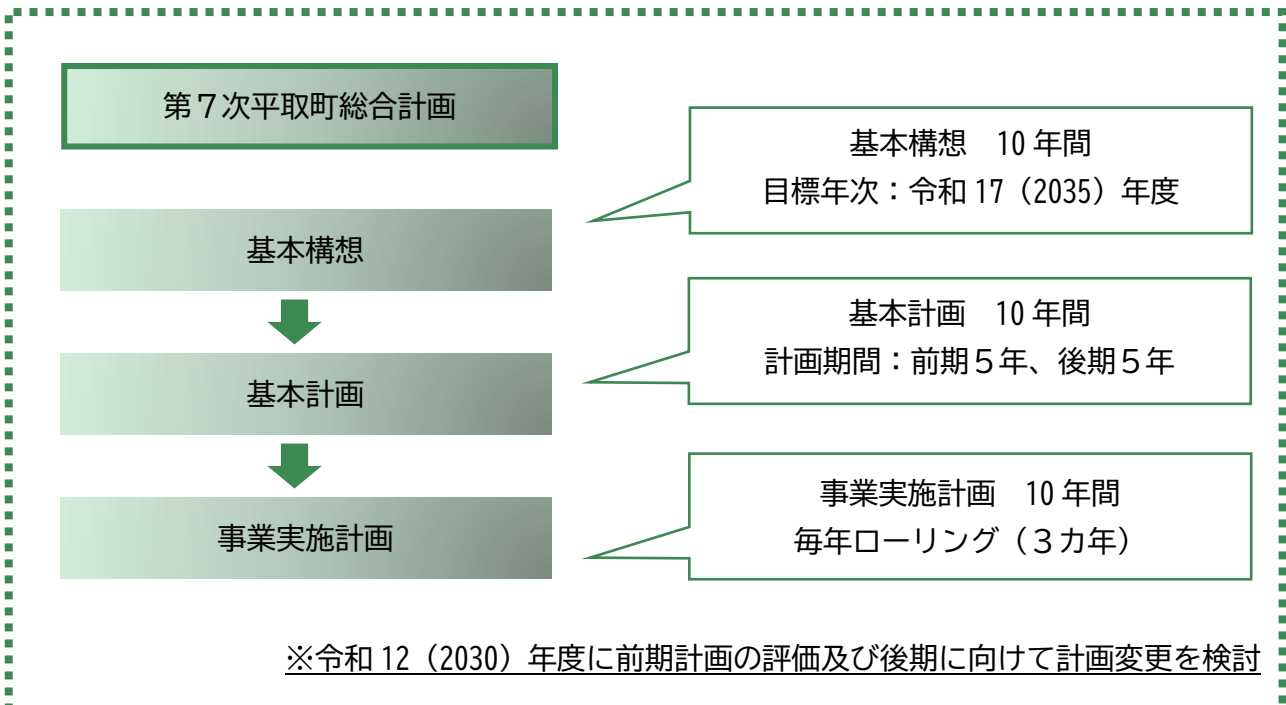 第７次平取町総合計画
基本構想　10 年間
目標年次：令和 17（2035）年度
基本構想
基本計画　10 年間
計画期間：前期５年、後期５年
基本計画
事業実施計画　10 年間
毎年ローリング（３カ年）
事業実施計画
※令和 12（2030）年度に前期計画の評価及び後期に向けて計画変更を検討